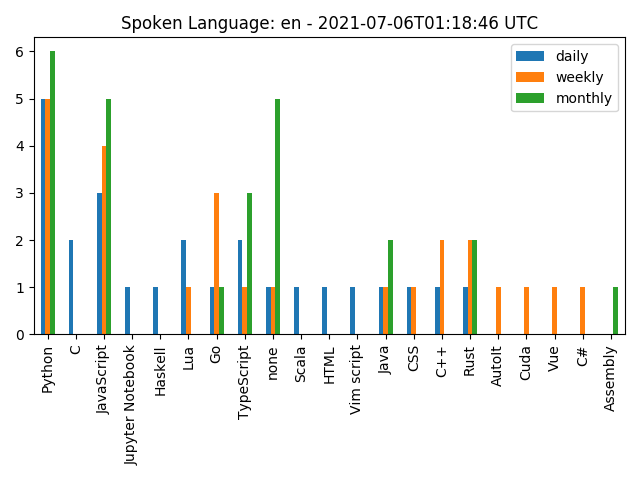 Spoken Language: en - 2021-07-06T01:18:46 UTC
daily
weekly
monthly
6
5
4
3
2
1
0
Python
C
JavaScript
Jupyter Notebook
Haskell
Lua
Go
TypeScript
none
Scala
HTML
Vim script
Java
CSS
C++
Rust
AutoIt
Cuda
Vue
C#
Assembly